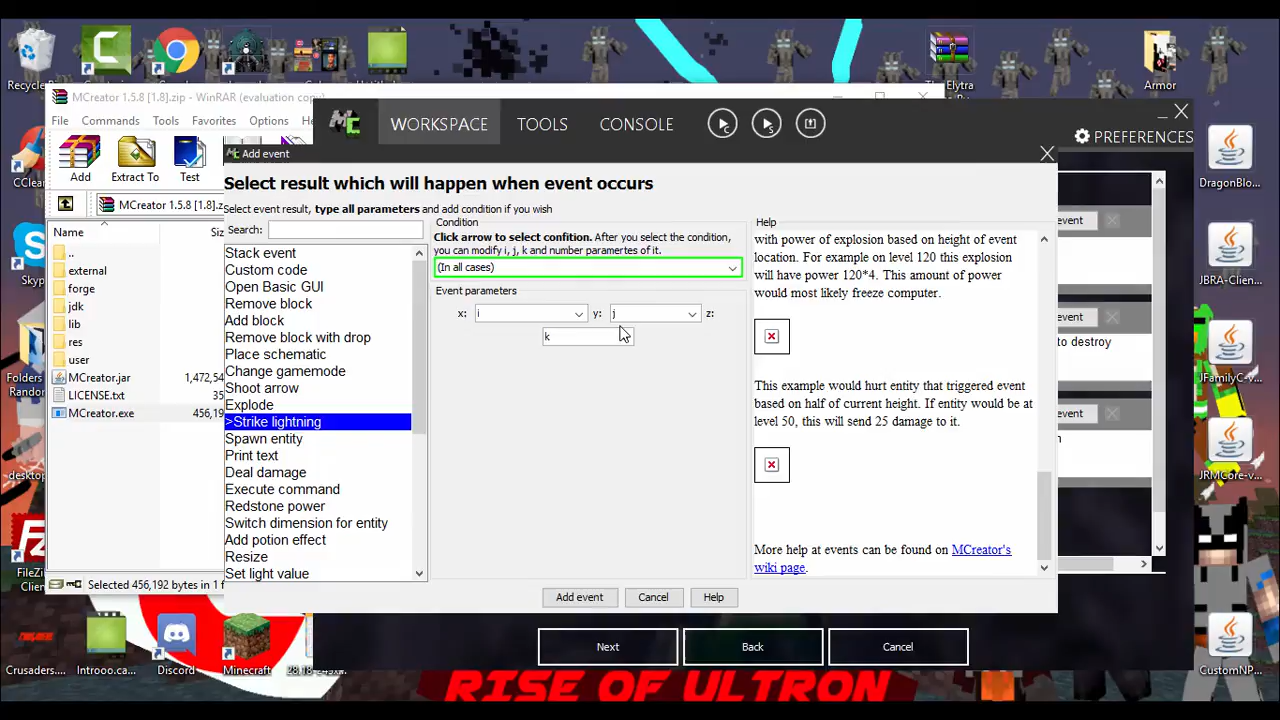 Recycle
MCreator 1.5.8 [1.8].zip - WinRAR (evaluation copy)
Armor
File Commands Tools Favorites Options
WORKSPACE TOOLS CONSOLE
PREFERENCES
Add Extract To Test
Add event
Select result which will happen when event occurs
Select event result, type all parameters and add condition if you wish
MCreator 1.5.8 [1.8].z
Search:
Name
Stack event
Custom code
Open Basic GUI
Remove block
Add block
Remove block with drop
Place schematic
Change gamemode
Shoot arrow
Explode
>Strike lightning
Spawn entity
Print text
Deal damage
Execute command
Redstone power
Switch dimension for entity
Add potion effect
Resize
Set light value
Condition
Click arrow to select confition. After you select the condition,
you can modify i, j, k and number paramertes of it.
(In all cases)
Event parameters
x: i y: j z:
k
Help
with power of explosion based on height of event
location. For example on level 120 this explosion
will have power 120*4. This amount of power
would most likely freeze computer.
This example would hurt entity that triggered event
based on half of current height. If entity would be at
level 50, this will send 25 damage to it.
More help at events can be found on MCreator's
wiki page.
Add event Cancel Help
Next Back Cancel
..
external
forge
jdk
lib
res
user
MCreator.jar 1,472,54
LICENSE.txt 35
MCreator.exe 456,19
Selected 456,192 bytes in 1 f
event
to destroy
event
CClea
Skyp
Folders
Random
desktop
FileZi
Client
DragonBlo...
JBRA-Clien...
JFamilyC-v...
JRMCore-v...
CustomNP...
Crusaders....
Introoo.ca...
Discord
Minecraft
RISE OF ULTRON